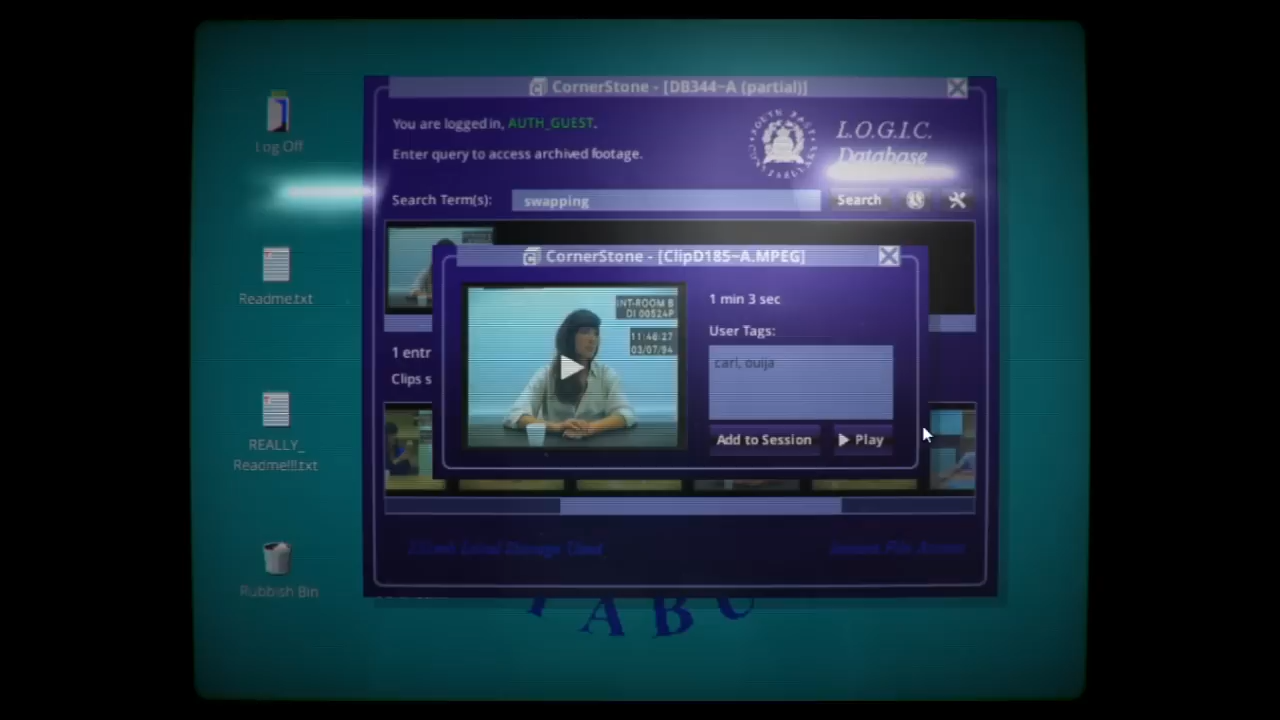 CornerStone - [DB344~A (partial)]
You are logged in, AUTH_GUEST.
Enter query to access archived footage.
L.O.G.I.C.
Database
Search Term(s):
swapping
Search
Log Off
Readme.txt
REALLY_
Readme!!!.txt
Rubbish Bin
CornerStone - [ClipD185~A.MPEG]
INT-ROOM B
DI 00524P
11:46:27
03/07/94
1 min 3 sec
User Tags:
carl, ouija
Add to Session
Play
1 entr
Clips s